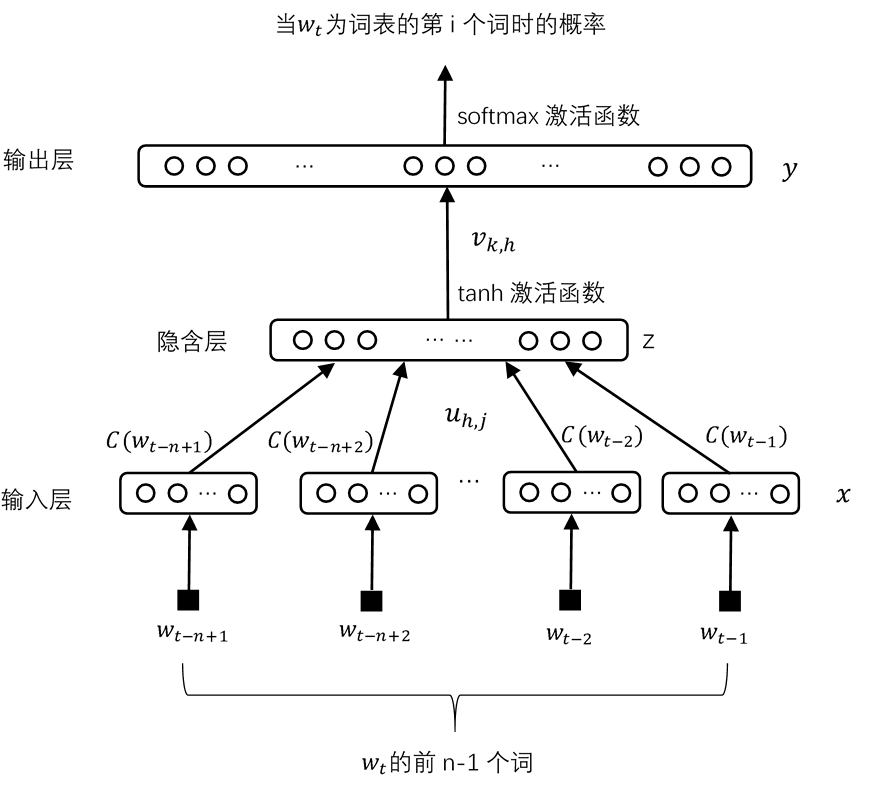 当w_t为词表的第 i 个词时的概率
softmax 激活函数
输出层
... ...
y
v_{k,h}
tanh 激活函数
隐含层
... ...
z
u_{h,j}
C(w_{t−n+1}) C(w_{t−n+2}) C(w_{t−2}) C(w_{t−1})
输入层
... ... ... ... ...
x
w_{t−n+1} w_{t−n+2} w_{t−2} w_{t−1}
w_t的前 n-1 个词